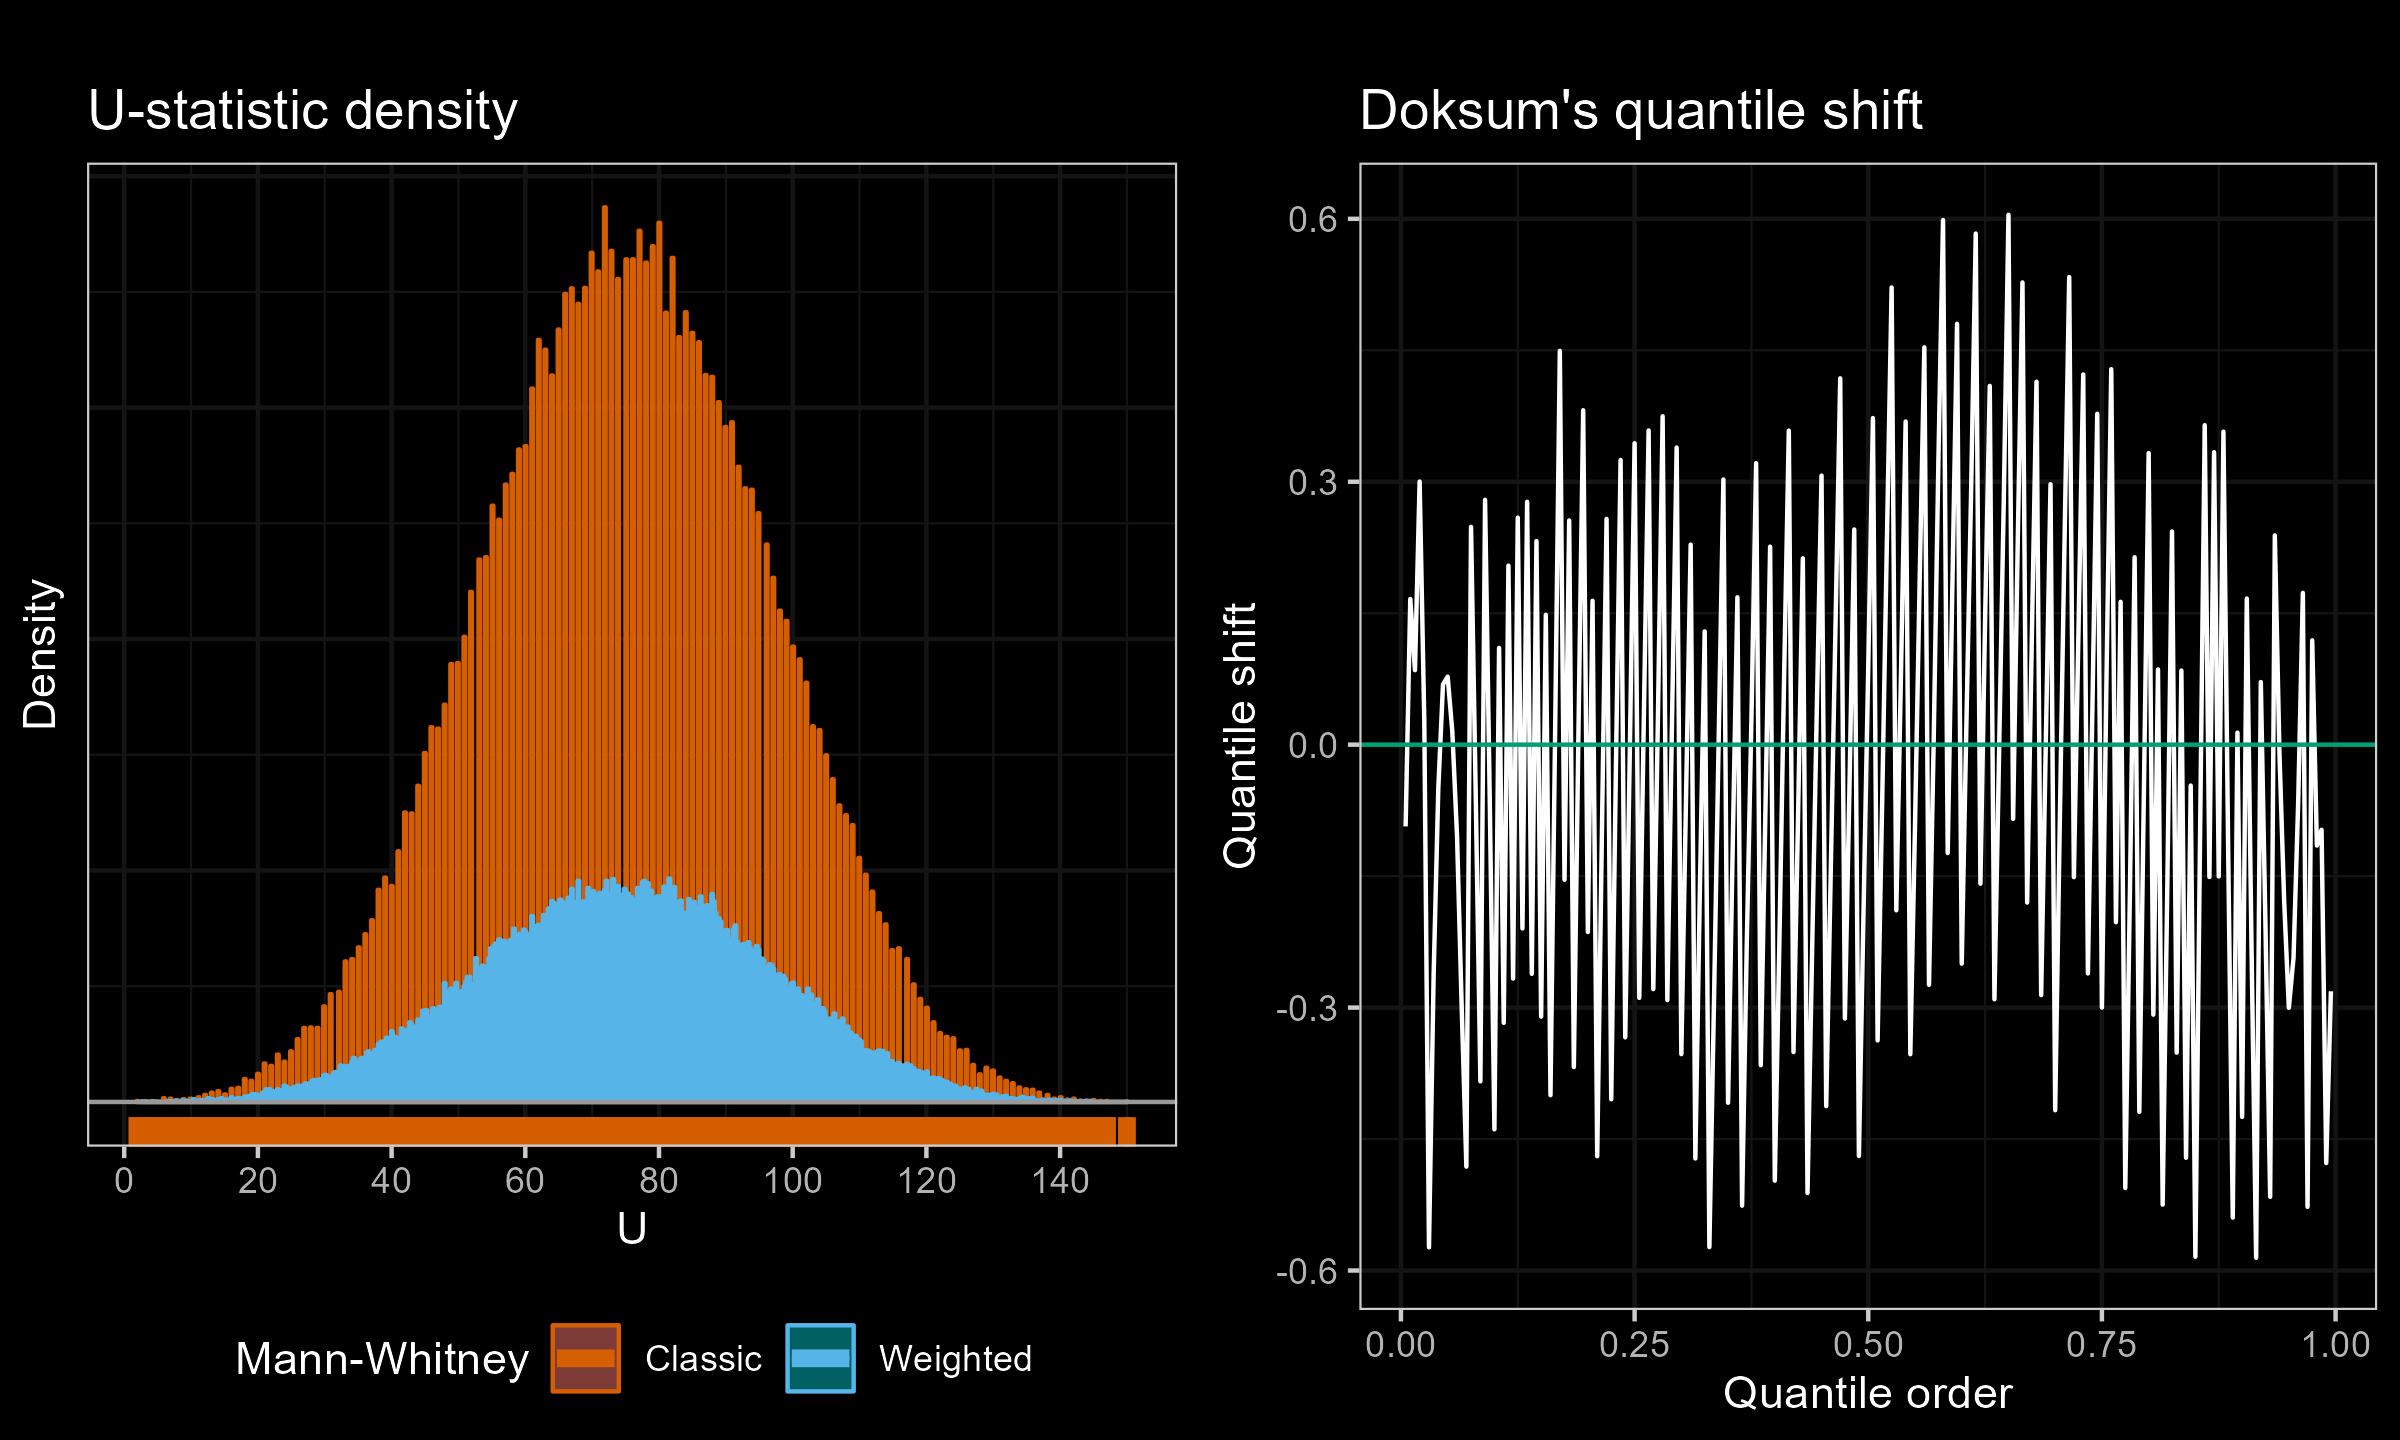 U-statistic density
Density
0 20 40 60 80 100 120 140
U
Mann-Whitney Classic Weighted
Doksum's quantile shift
Quantile shift
0.6
0.3
0.0
-0.3
-0.6
0.00 0.25 0.50 0.75 1.00
Quantile order